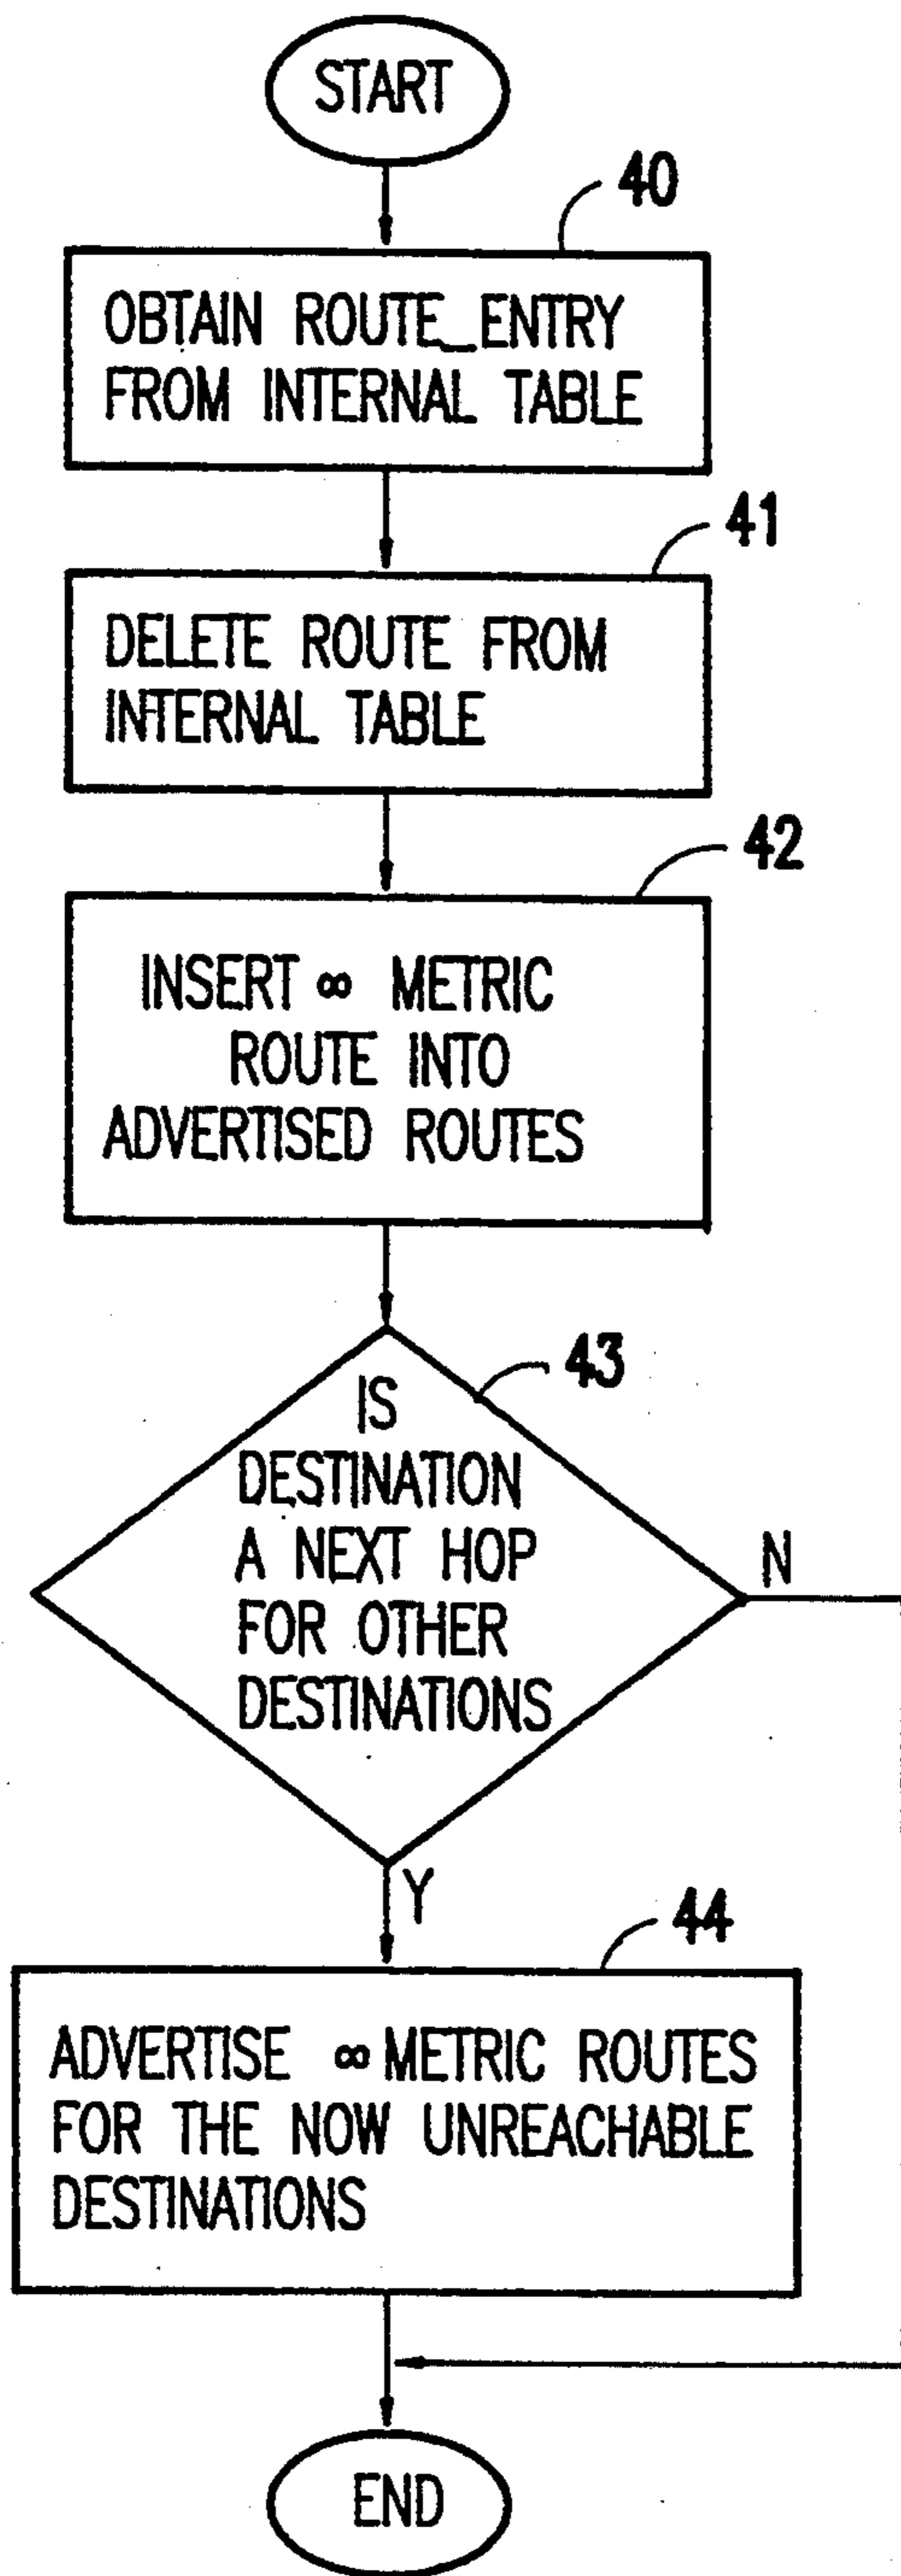 START
40
OBTAIN ROUTE_ENTRY
FROM INTERNAL TABLE
41
DELETE ROUTE FROM
INTERNAL TABLE
42
INSERT ∞ METRIC
ROUTE INTO
ADVERTISED ROUTES
43
IS
DESTINATION
A NEXT HOP
FOR OTHER
DESTINATIONS
N
Y
44
ADVERTISE ∞ METRIC ROUTES
FOR THE NOW UNREACHABLE
DESTINATIONS
END